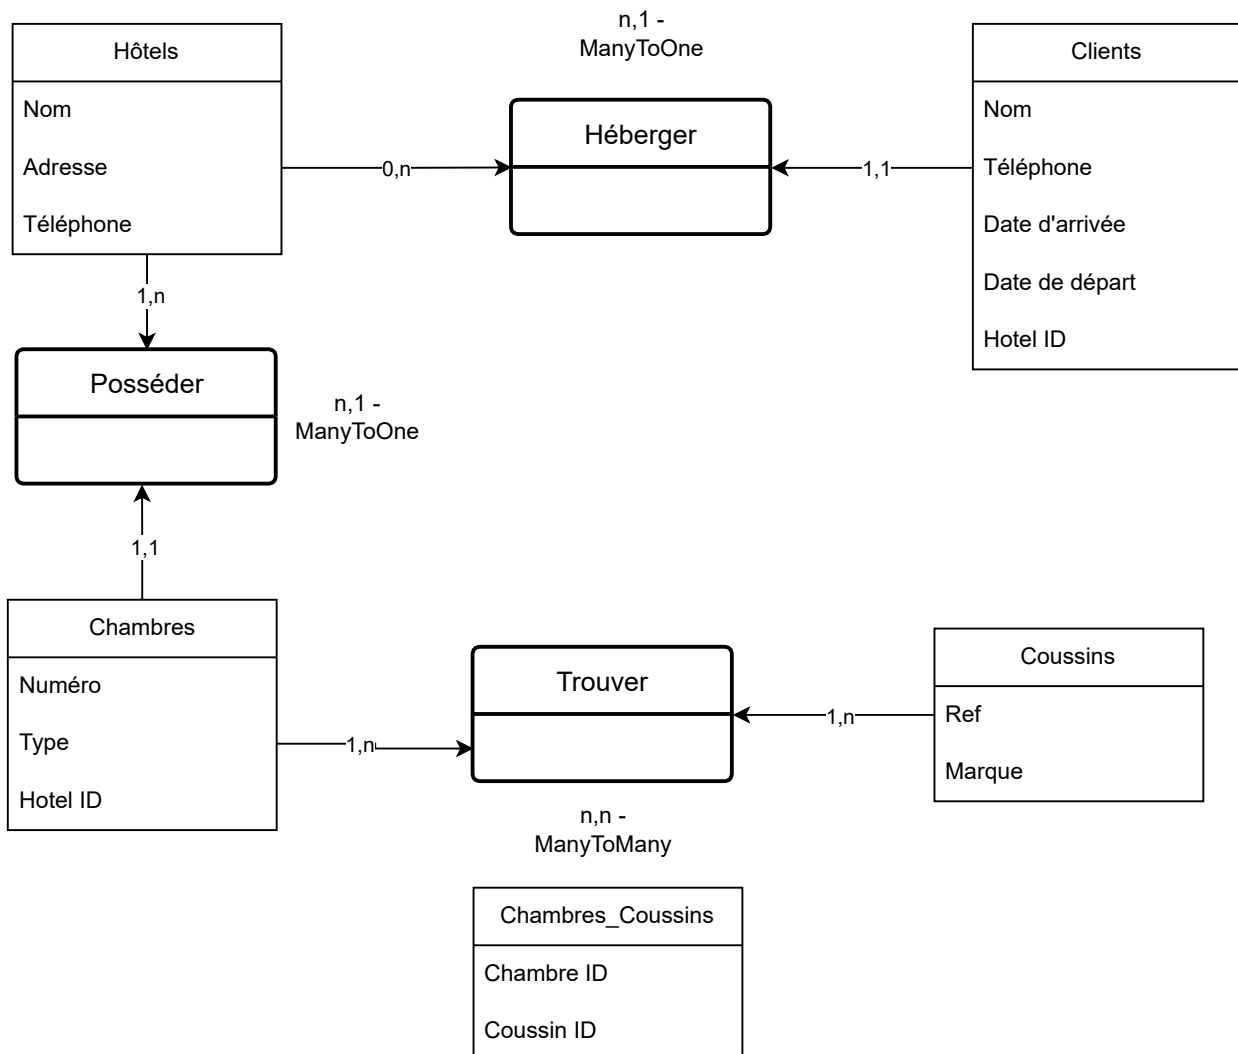 n,1 -
ManyToOne
Hôtels
Nom
Adresse
Téléphone
0,n
Héberger
1,1
Clients
Nom
Téléphone
Date d'arrivée
Date de départ
Hotel ID
1,n
Posséder
n,1 -
ManyToOne
1,1
Chambres
Numéro
Type
Hotel ID
1,n
Trouver
1,n
Coussins
Ref
Marque
n,n -
ManyToMany
Chambres_Coussins
Chambre ID
Coussin ID